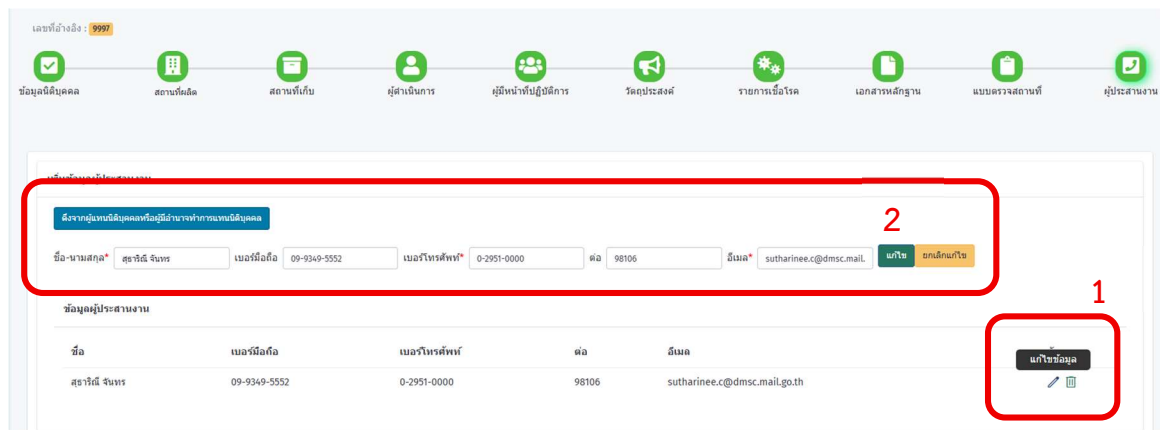 เลขที่อ้างอิง : 9997
ข้อมูลนิติบุคคล สถานที่ผลิต สถานที่เก็บ ผู้ดำเนินการ ผู้มีหน้าที่ปฏิบัติการ วัตถุประสงค์ รายการเชื้อโรค เอกสารหลักฐาน แบบตรวจสถานที่ ผู้ประสานงาน
ดึงจากผู้แทนนิติบุคคลหรือผู้มีอำนาจทำการแทนนิติบุคคล
2
ชื่อ-นามสกุล* สุธาริณี จันทร เบอร์มือถือ 09-9349-5552 เบอร์โทรศัพท์* 0-2951-0000 ต่อ 98106 อีเมล* sutharinee.c@dmsc.mail. แก้ไข ยกเลิกแก้ไข
1
ข้อมูลผู้ประสานงาน
ชื่อ เบอร์มือถือ เบอร์โทรศัพท์ ต่อ อีเมล
แก้ไขข้อมูล
สุธาริณี จันทร 09-9349-5552 0-2951-0000 98106 sutharinee.c@dmsc.mail.go.th